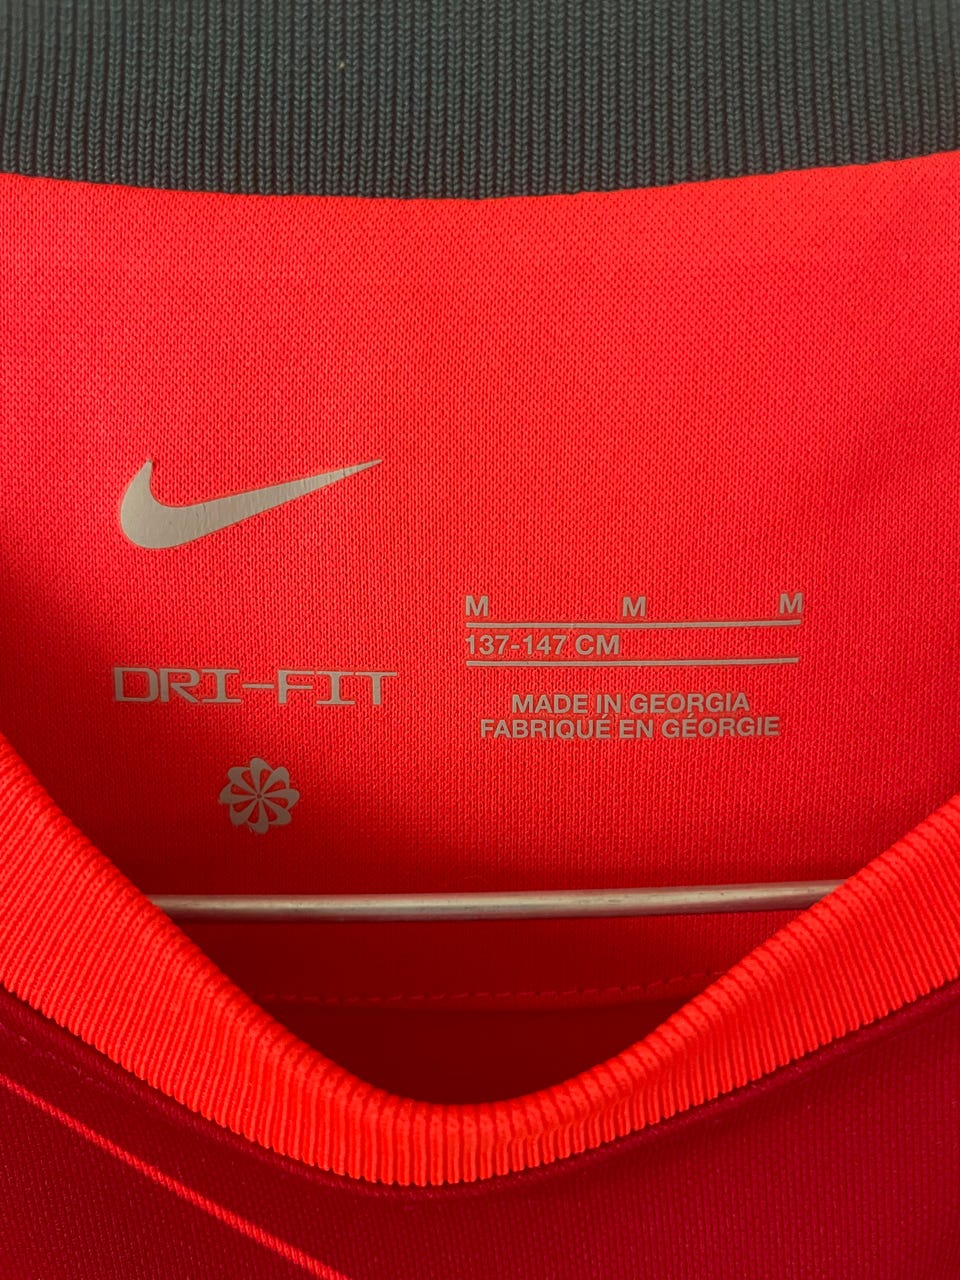 DRI-FIT
M M M
137-147 CM
MADE IN GEORGIA
FABRIQUÉ EN GÉORGIE